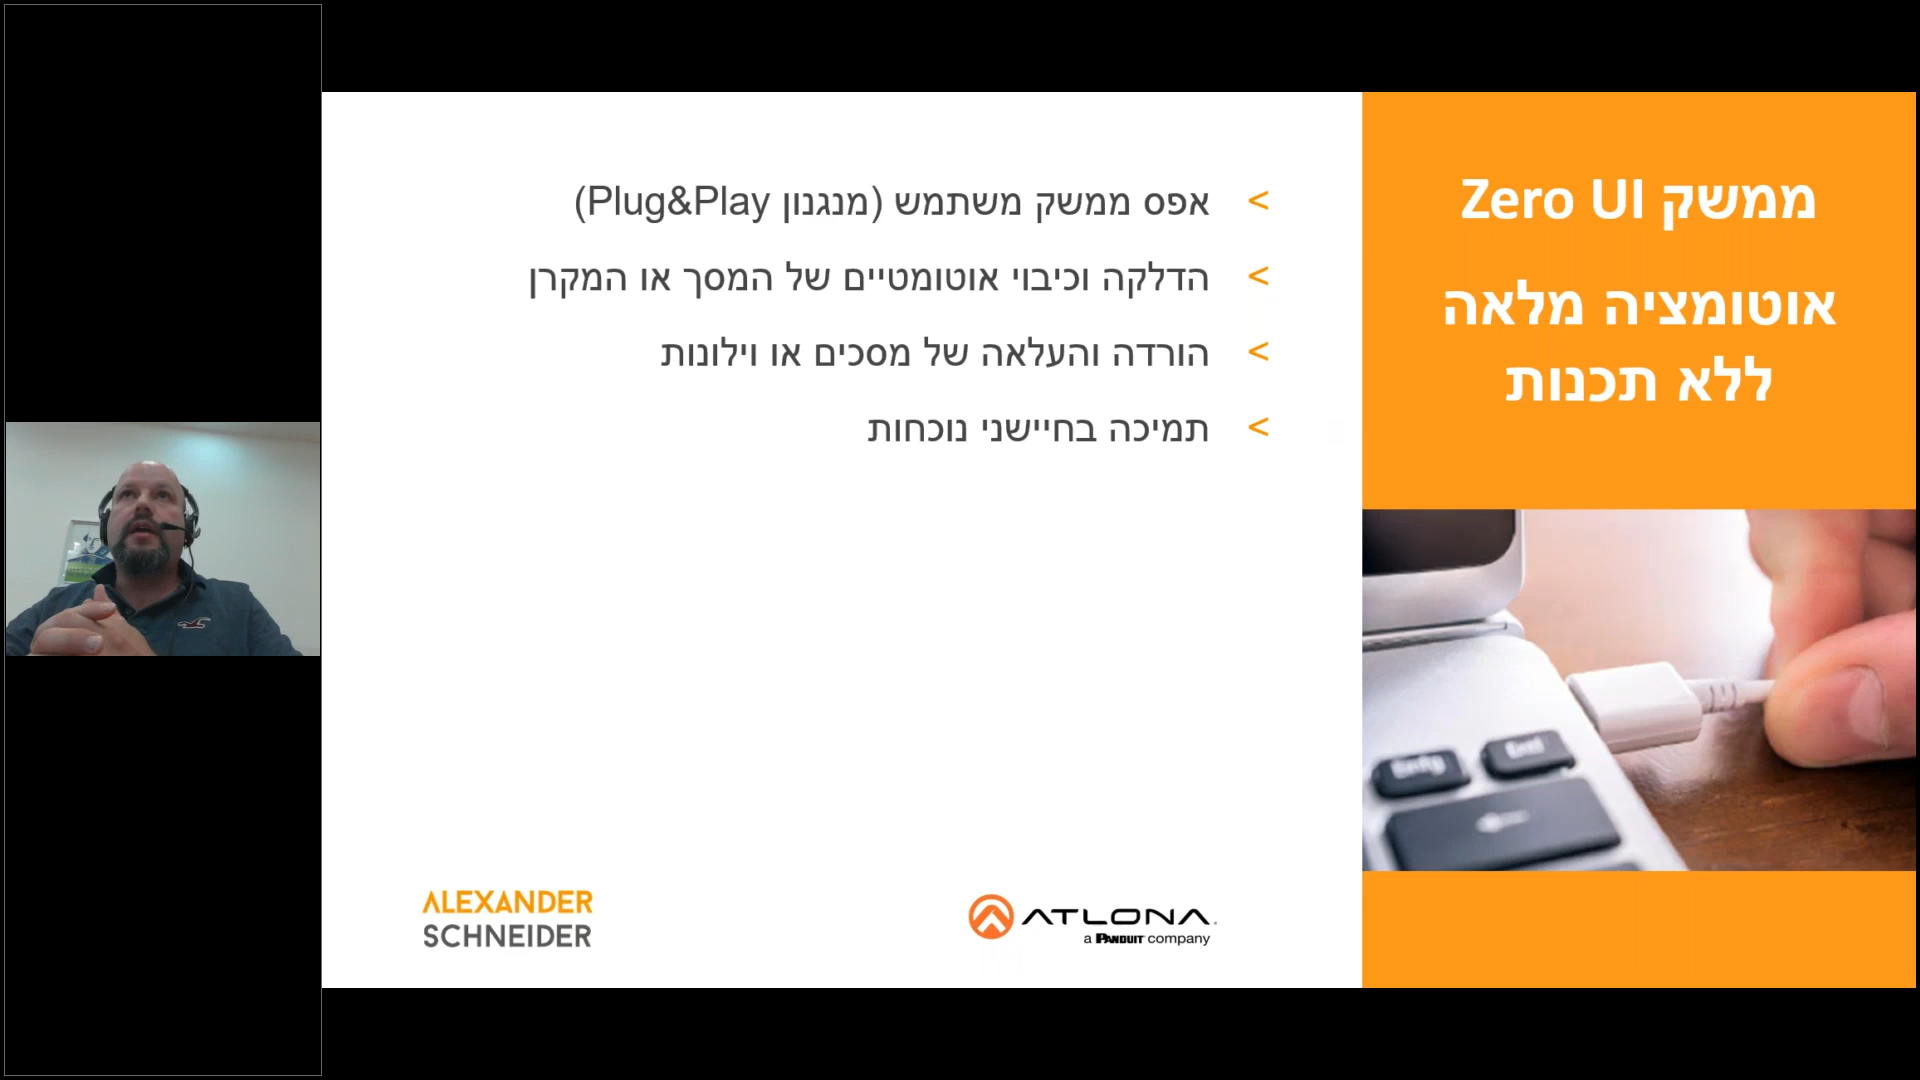 ממשק Zero UI
אוטומציה מלאה
ללא תכנות
> אפס ממשק משתמש (מנגנון Plug&Play)
> הדלקה וכיבוי אוטומטיים של המסך או המקרן
> הורדה והעלאה של מסכים או וילונות
> תמיכה בחיישני נוכחות
ALEXANDER
SCHNEIDER
ATLONA
a PANDUIT company